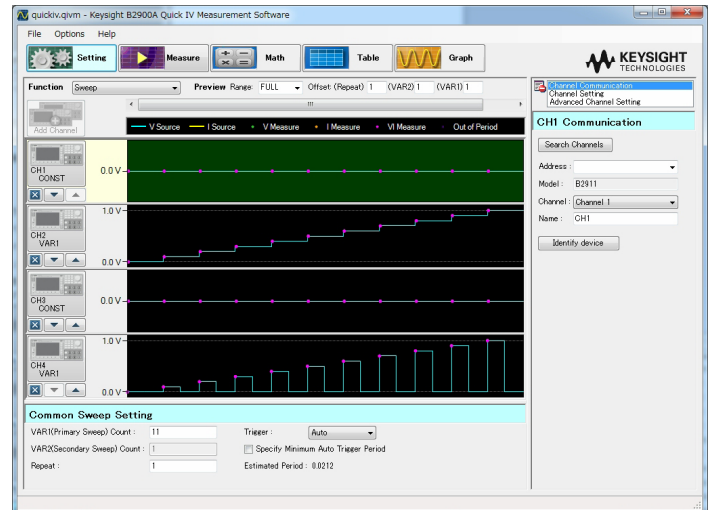 quickiv.qivm - Keysight B2900A Quick IV Measurement Software
File Options Help
Setting Measure Math Table Graph
KEYSIGHT
TECHNOLOGIES
Function Sweep Preview Range: FULL Offset: (Repeat) 1 (VAR2) 1 (VAR1) 1
Add Channel
V Source I Source V Measure I Measure VI Measure Out of Period
CH1
CONST
0.0 V
CH2
VAR1
1.0 V
0.0 V
CH3
CONST
0.0 V
CH4
VAR1
1.0 V
0.0 V
Common Sweep Setting
VAR1(Primary Sweep) Count : 11 Trigger : Auto
VAR2(Secondary Sweep) Count : 1 Specify Minimum Auto Trigger Period
Repeat : 1 Estimated Period : 0.0212
Channel Communication
Channel Setting
Advanced Channel Setting
CH1 Communication
Search Channels
Address :
Model : B2911
Channel : Channel 1
Name : CH1
Identify device